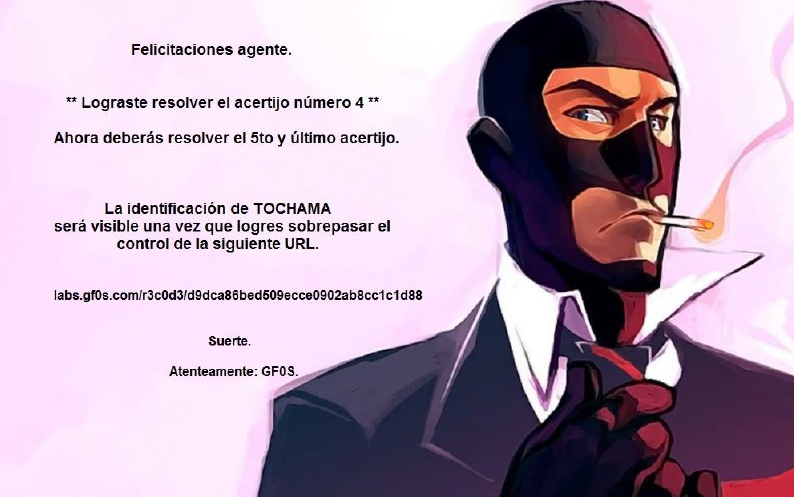 Felicitaciones agente.
** Lograste resolver el acertijo número 4 **
Ahora deberás resolver el 5to y último acertijo.
La identificación de TOCHAMA
será visible una vez que logres sobrepasar el
control de la siguiente URL.
labs.gf0s.com/r3c0d3/d9dca86bed509ecce0902ab8cc1c1d88
Suerte.
Atenteamente: GF0S.